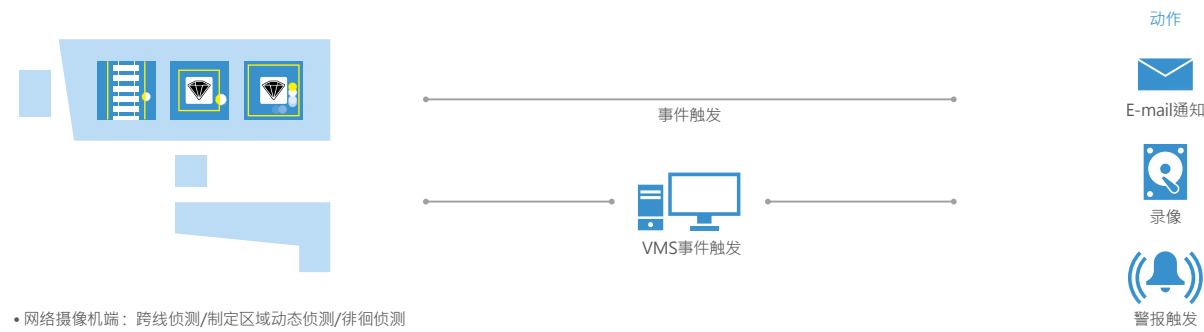 动作
E-mail通知
事件触发
录像
VMS事件触发
• 网络摄像机端：跨线侦测/制定区域动态侦测/徘徊侦测
警报触发